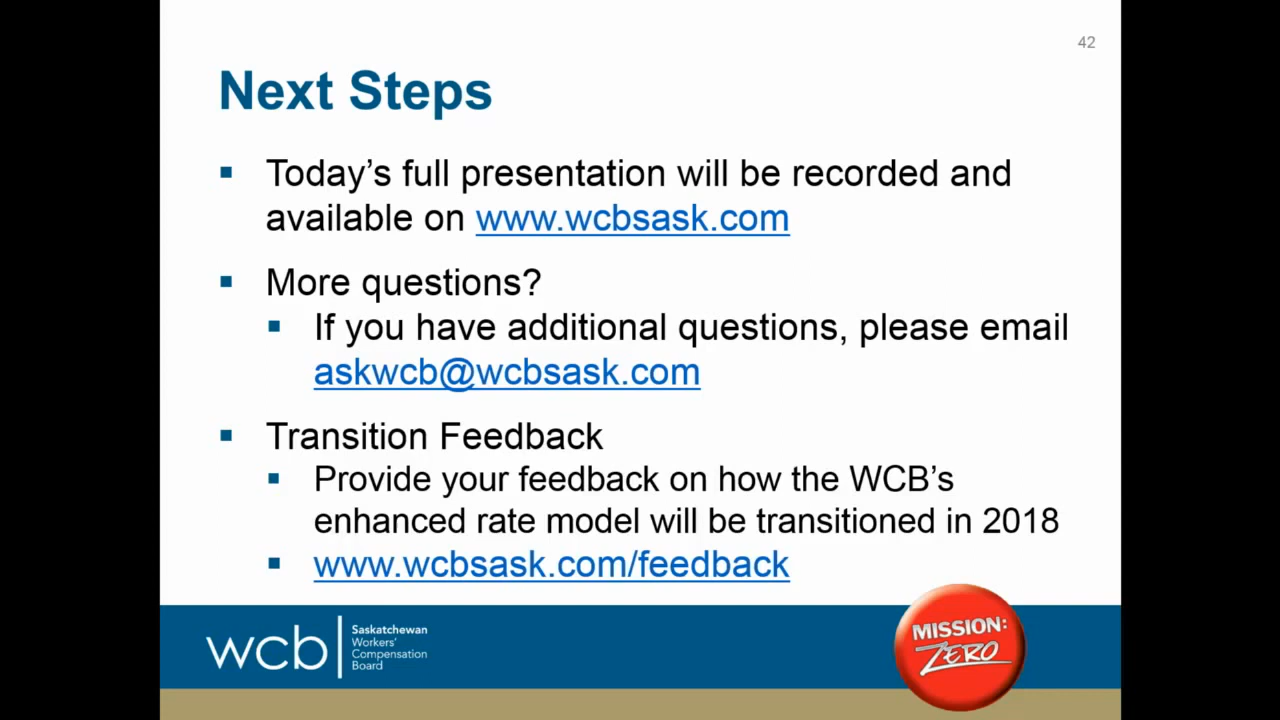 42
Next Steps
Today’s full presentation will be recorded and
available on www.wcbsask.com
More questions?
If you have additional questions, please email
askwcb@wcbsask.com
Transition Feedback
Provide your feedback on how the WCB’s
enhanced rate model will be transitioned in 2018
www.wcbsask.com/feedback
wcb
Saskatchewan
Workers’
Compensation
Board
MISSION:
ZERO